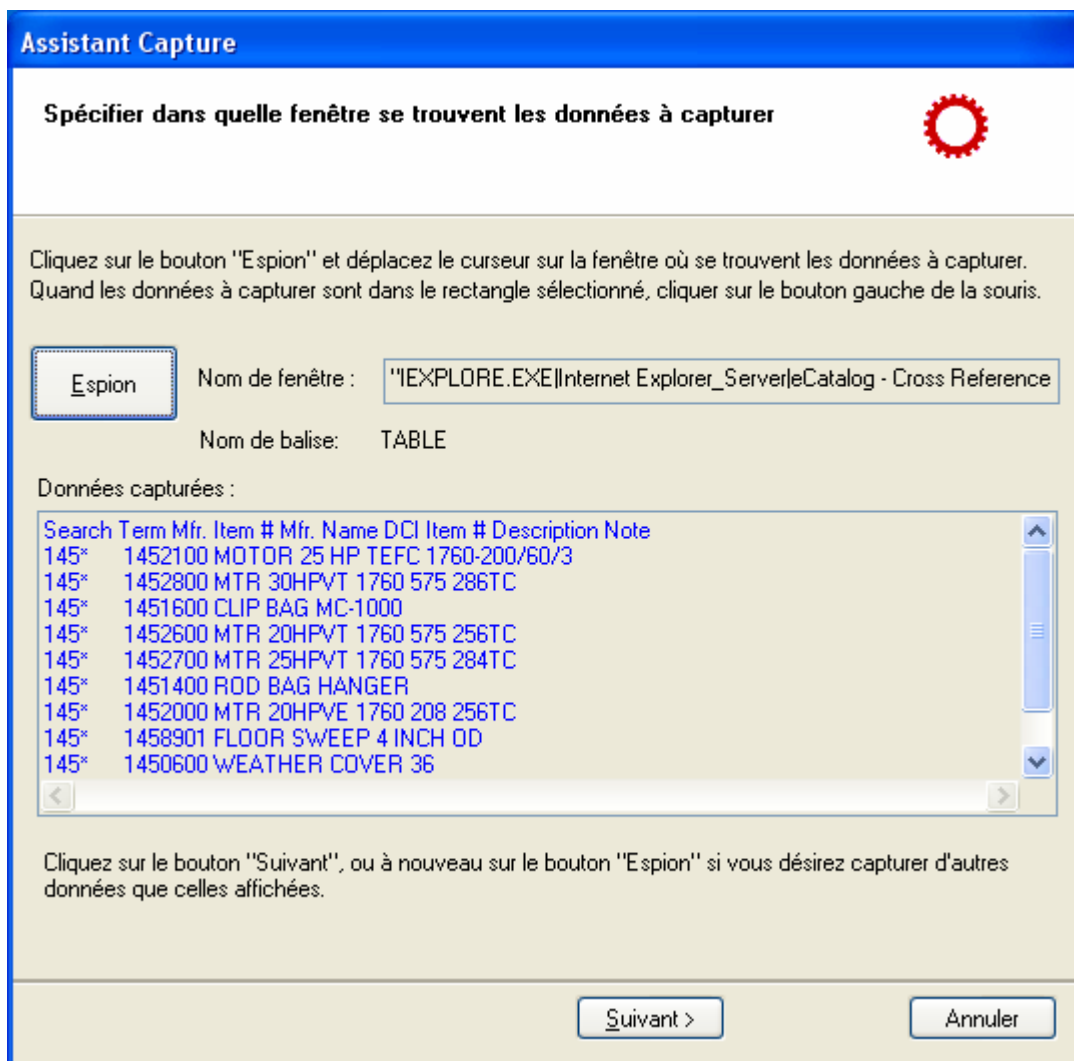 Assistant Capture
Spécifier dans quelle fenêtre se trouvent les données à capturer
Cliquez sur le bouton "Espion" et déplacez le curseur sur la fenêtre où se trouvent les données à capturer.
Quand les données à capturer sont dans le rectangle sélectionné, cliquer sur le bouton gauche de la souris.
Espion
Nom de fenêtre :
"IEXPLORE.EXE|Internet Explorer_Server|eCatalog - Cross Reference
Nom de balise: TABLE
Données capturées :
Search Term Mfr. Item # Mfr. Name DCI Item # Description Note
145* 1452100 MOTOR 25 HP TEFC 1760-200/60/3
145* 1452800 MTR 30HPVT 1760 575 286TC
145* 1451600 CLIP BAG MC-1000
145* 1452600 MTR 20HPVT 1760 575 256TC
145* 1452700 MTR 25HPVT 1760 575 284TC
145* 1451400 ROD BAG HANGER
145* 1452000 MTR 20HPVE 1760 208 256TC
145* 1458901 FLOOR SWEEP 4 INCH OD
145* 1450600 WEATHER COVER 36
Cliquez sur le bouton "Suivant", ou à nouveau sur le bouton "Espion" si vous désirez capturer d'autres
données que celles affichées.
Suivant >
Annuler